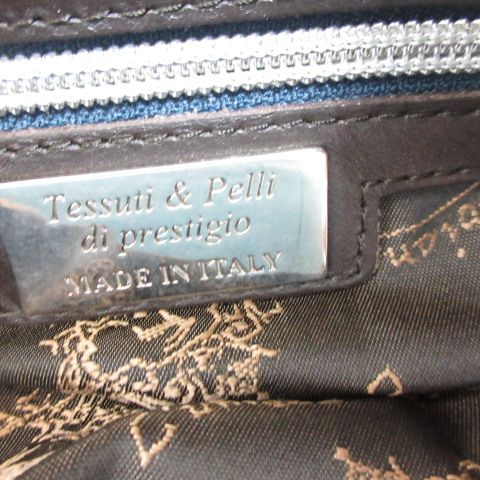 Tessuti & Pelli
di prestigio
MADE IN ITALY